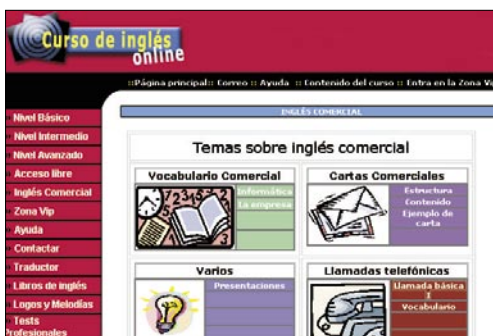 Curso de inglés
online
::Página principal:: Correo :: Ayuda :: Contenido del curso :: Entra en la Zona
INGLÉS COMERCIAL
Nivel Básico
Nivel Intermedio
Nivel Avanzado
Acceso libre
Inglés Comercial
Zona Vip
Ayuda
Contactar
Traductor
Libros de inglés
Logos y Melodías
Tests
Profesionales
Temas sobre inglés comercial
Vocabulario Comercial
Informática
La empresa
Cartas Comerciales
Estructura
Contenido
Ejemplo de
carta
Varios
Presentaciones
Llamadas telefónicas
Llamada básica
I
Vocabulario